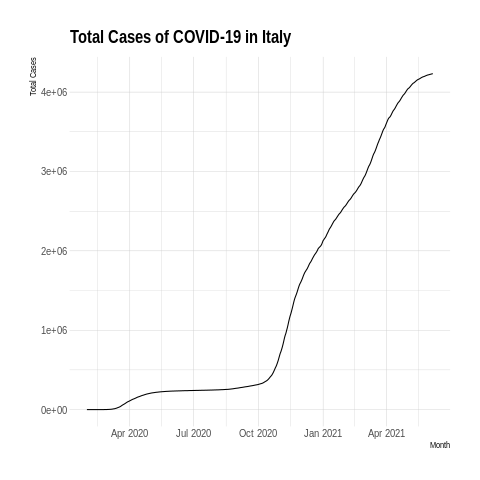 Total Cases of COVID-19 in Italy
Total Cases
4e+06
3e+06
2e+06
1e+06
0e+00
Apr 2020 Jul 2020 Oct 2020 Jan 2021 Apr 2021
Month